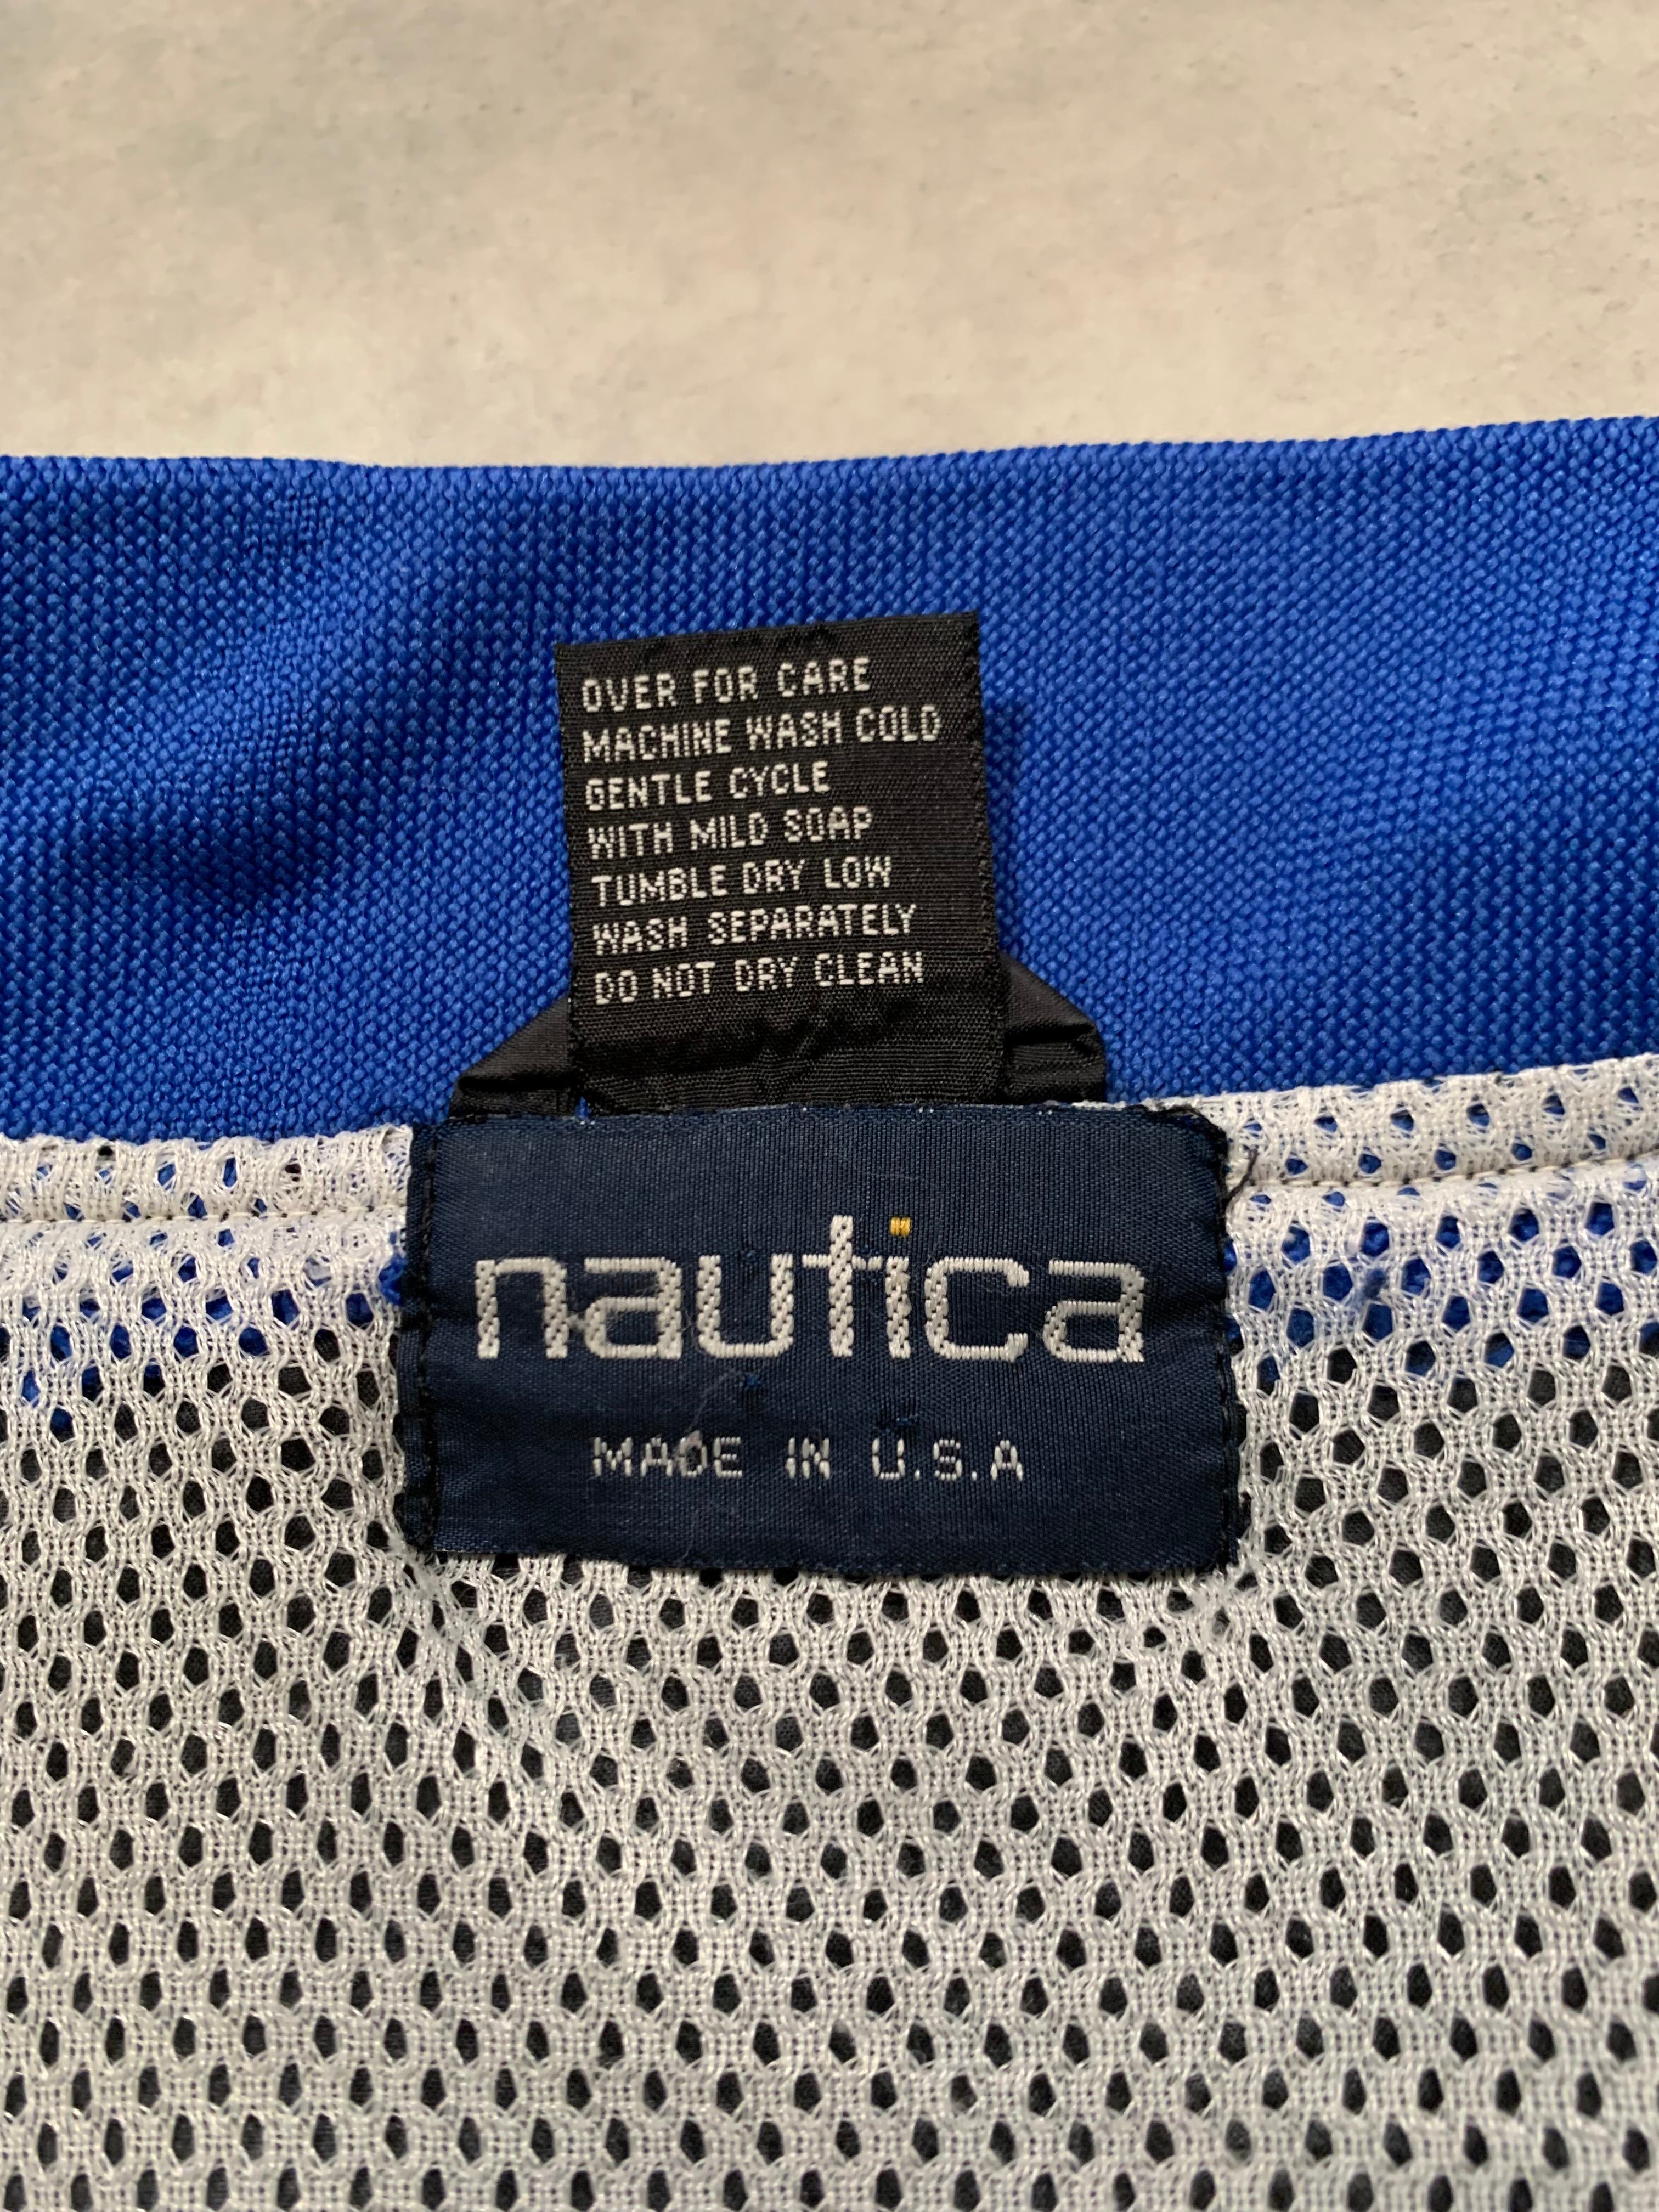 OVER FOR CARE
MACHINE WASH COLD
GENTLE CYCLE
WITH MILD SOAP
TUMBLE DRY LOW
WASH SEPARATELY
DO NOT DRY CLEAN
nautica
MADE IN U.S.A